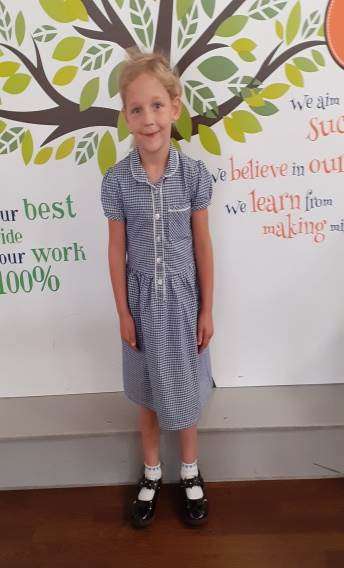 ur best
ide
our work
100%
we aim
suc
we believe in our
we learn from
making mi